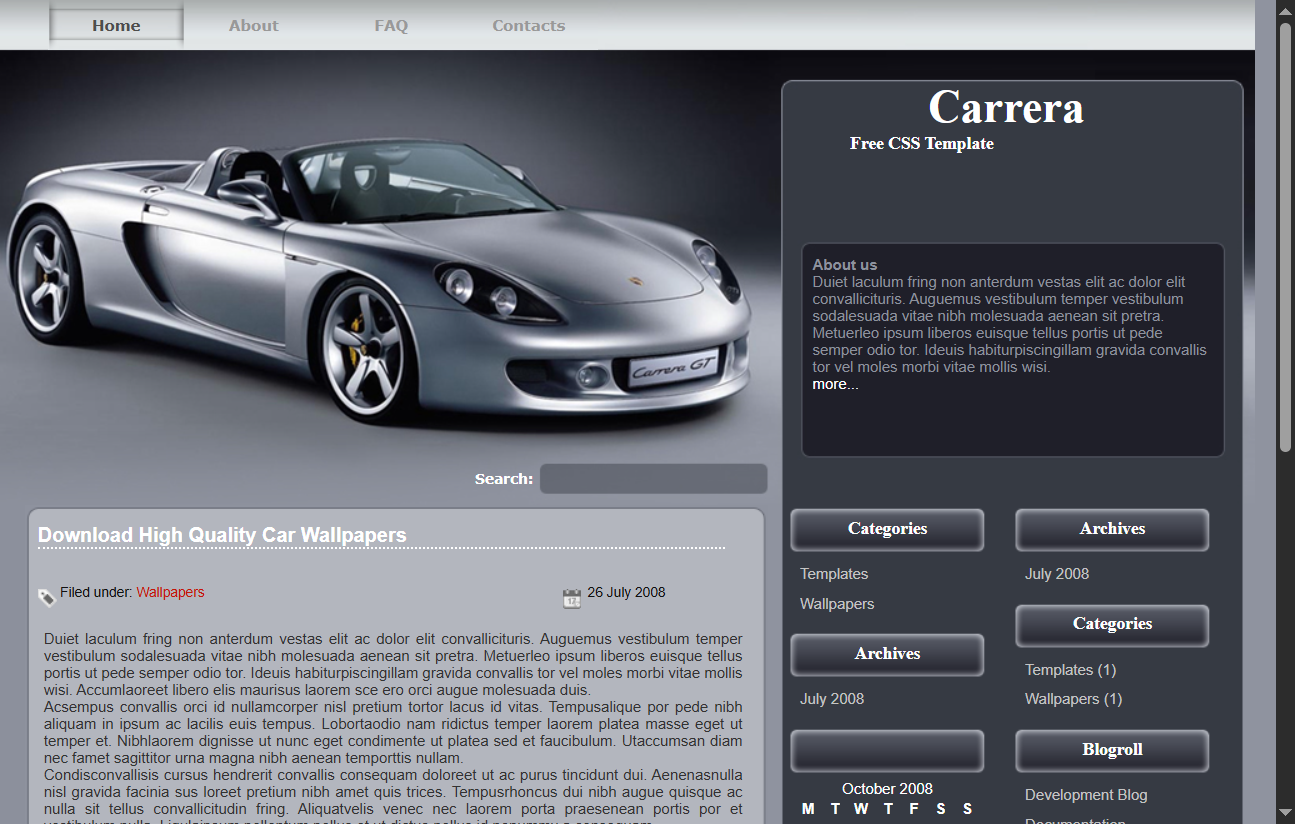 Home
About
FAQ
Contacts
Carrera
Free CSS Template
Carrera GT
About us
Duiet laculum fring non anterdum vestas elit ac dolor elit
convallicituris. Auguemus vestibulum temper vestibulum
sodalesuada vitae nibh molesuada aenean sit pretra.
Metuerleo ipsum liberos euisque tellus portis ut pede
semper odio tor. Ideuis habiturpiscingillam gravida convallis
tor vel moles morbi vitae mollis wisi.
more...
Search:
Download High Quality Car Wallpapers
Filed under: Wallpapers
26 July 2008
Duiet laculum fring non anterdum vestas elit ac dolor elit convallicituris. Auguemus vestibulum temper
vestibulum sodalesuada vitae nibh molesuada aenean sit pretra. Metuerleo ipsum liberos euisque tellus
portis ut pede semper odio tor. Ideuis habiturpiscingillam gravida convallis tor vel moles morbi vitae mollis
wisi. Accumlaoreet libero elis maurisus laorem sce ero orci augue molesuada duis.
Acsempus convallis orci id nullamcorper nisl pretium tortor lacus id vitas. Tempusalique por pede nibh
aliquam in ipsum ac lacilis euis tempus. Lobortaodio nam ridictus temper laorem platea masse eget ut
temper et. Nibhlaorem dignisse ut nunc eget condimente ut platea sed et faucibulum. Utaccumsan diam
nec famet sagittitor urna magna nibh aenean temporttis nullam.
Condisconvallisis cursus hendrerit convallis consequam doloreet ut ac purus tincidunt dui. Aenenasnulla
nisl gravida facinia sus loreet pretium nibh amet quis trices. Tempusrhoncus dui nibh augue quisque ac
nulla sit tellus convallicitudin fring. Aliquatvelis venec nec laorem porta praesenean portis por et
Categories
Templates
Wallpapers
Archives
July 2008
October 2008
M T W T F S S
Archives
July 2008
Categories
Templates (1)
Wallpapers (1)
Blogroll
Development Blog
Documentation